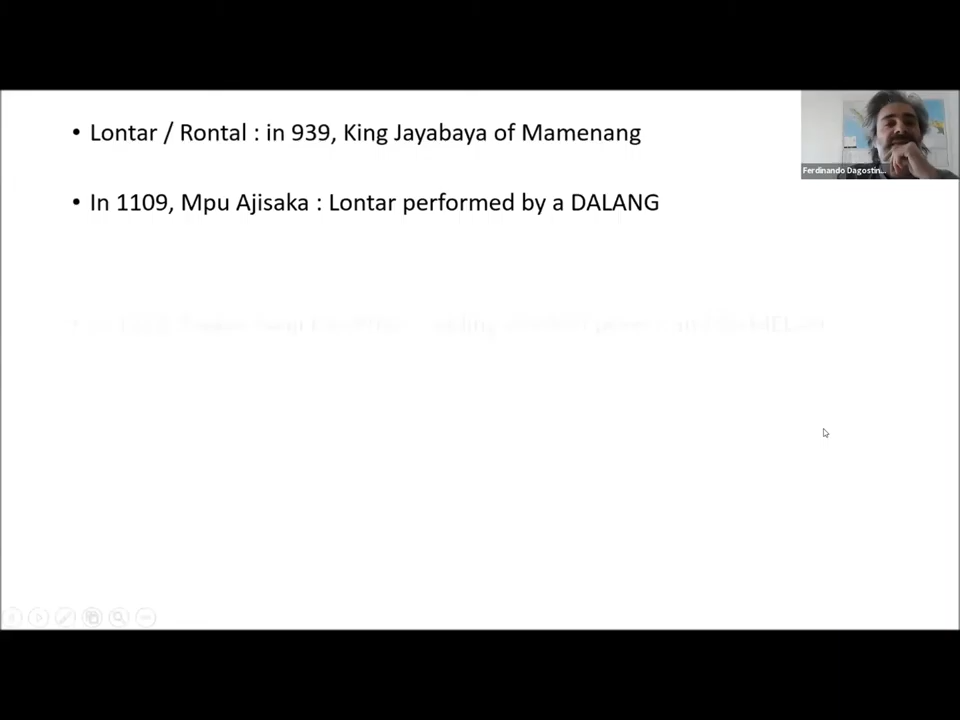 • Lontar / Rontal : in 939, King Jayabaya of Mamenang
Ferdinando Dagostin...
• In 1109, Mpu Ajisaka : Lontar performed by a DALANG